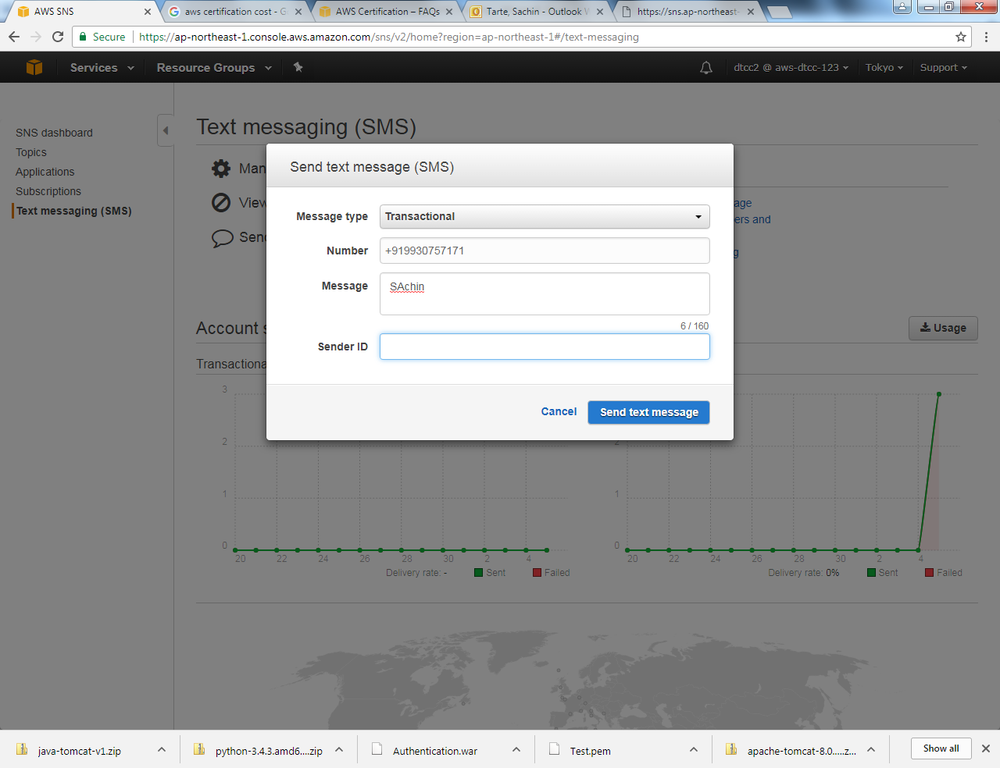 AWS SNS
aws certification cost - G
AWS Certification – FAQs
Tarte, Sachin - Outlook W
https://sns.ap-northeast-
Secure
https://ap-northeast-1.console.aws.amazon.com/sns/v2/home?region=ap-northeast-1#/text-messaging
Services
Resource Groups
dtcc2 @ aws-dtcc-123
Tokyo
Support
SNS dashboard
Topics
Applications
Subscriptions
Text messaging (SMS)
Text messaging (SMS)
Man
View
Send
age
ers and
g
Send text message (SMS)
Message type
Transactional
Number
+919930757171
Message
SAchin
6 / 160
Sender ID
Cancel
Send text message
Account s
Usage
Transactiona
3
2
1
0
20
22
24
26
28
30
2
4
Delivery rate: -
Sent
Failed
2
1
0
20
22
24
26
28
30
2
4
Delivery rate: 0%
Sent
Failed
java-tomcat-v1.zip
python-3.4.3.amd6....zip
Authentication.war
Test.pem
apache-tomcat-8.0.....z...
Show all